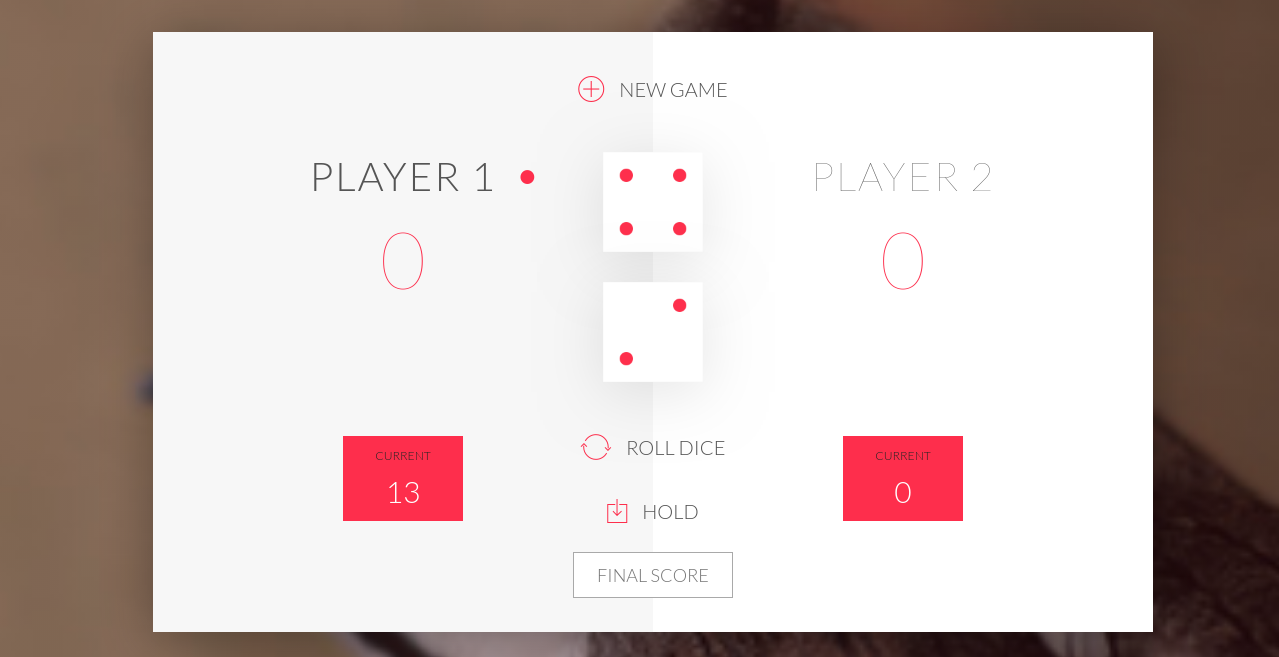 NEW GAME
PLAYER 1
PLAYER 2
0
0
ROLL DICE
CURRENT
13
CURRENT
0
HOLD
FINAL SCORE